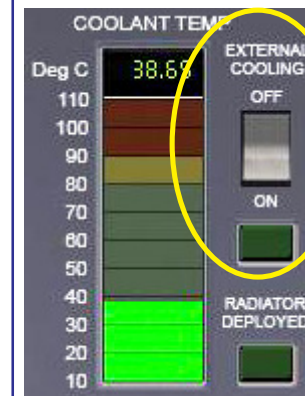 COOLANT TEMP
Deg C
38.68
110
100
90
80
70
60
50
40
30
20
10
EXTERNAL
COOLING
OFF
ON
RADIATOR
DEPLOYED